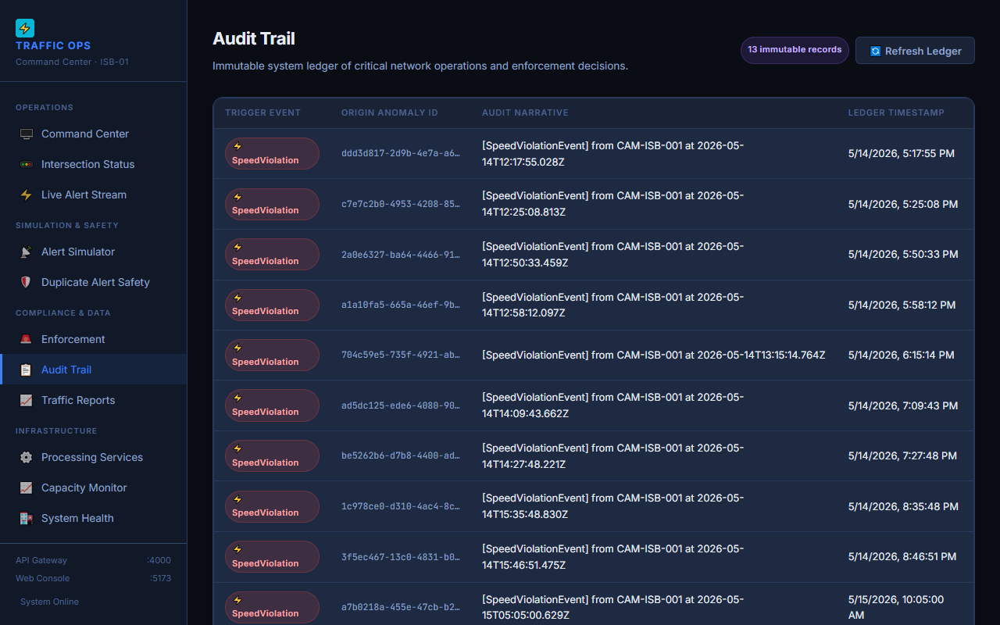 TRAFFIC OPS
Command Center · ISB-01
OPERATIONS
Command Center
Intersection Status
Live Alert Stream
SIMULATION & SAFETY
Alert Simulator
Duplicate Alert Safety
COMPLIANCE & DATA
Enforcement
Audit Trail
Traffic Reports
INFRASTRUCTURE
Processing Services
Capacity Monitor
System Health
API Gateway :4000
Web Console :5173
System Online
Audit Trail
Immutable system ledger of critical network operations and enforcement decisions.
13 immutable records
Refresh Ledger
TRIGGER EVENT ORIGIN ANOMALY ID AUDIT NARRATIVE LEDGER TIMESTAMP
SpeedViolation ddd3d817-2d9b-4e7a-a6… [SpeedViolationEvent] from CAM-ISB-001 at 2026-05-
14T12:17:55.028Z 5/14/2026, 5:17:55 PM
SpeedViolation c7e7c2b0-4953-4208-85… [SpeedViolationEvent] from CAM-ISB-001 at 2026-05-
14T12:25:08.813Z 5/14/2026, 5:25:08 PM
SpeedViolation 2a0e6327-ba64-4466-91… [SpeedViolationEvent] from CAM-ISB-001 at 2026-05-
14T12:50:33.459Z 5/14/2026, 5:50:33 PM
SpeedViolation a1a10fa5-665a-46ef-9b… [SpeedViolationEvent] from CAM-ISB-001 at 2026-05-
14T12:58:12.097Z 5/14/2026, 5:58:12 PM
SpeedViolation 704c59e5-735f-4921-ab… [SpeedViolationEvent] from CAM-ISB-001 at 2026-05-14T13:15:14.764Z 5/14/2026, 6:15:14 PM
SpeedViolation ad5dc125-ede6-4080-90… [SpeedViolationEvent] from CAM-ISB-001 at 2026-05-
14T14:09:43.662Z 5/14/2026, 7:09:43 PM
SpeedViolation be5262b6-d7b8-4400-ad… [SpeedViolationEvent] from CAM-ISB-001 at 2026-05-
14T14:27:48.221Z 5/14/2026, 7:27:48 PM
SpeedViolation 1c978ce0-d310-4ac4-8c… [SpeedViolationEvent] from CAM-ISB-001 at 2026-05-
14T15:35:48.830Z 5/14/2026, 8:35:48 PM
SpeedViolation 3f5ec467-13c0-4831-b0… [SpeedViolationEvent] from CAM-ISB-001 at 2026-05-
14T15:46:51.475Z 5/14/2026, 8:46:51 PM
SpeedViolation a7b0218a-455e-47cb-b2… [SpeedViolationEvent] from CAM-ISB-001 at 2026-05-
15T05:05:00.629Z 5/15/2026, 10:05:00
AM